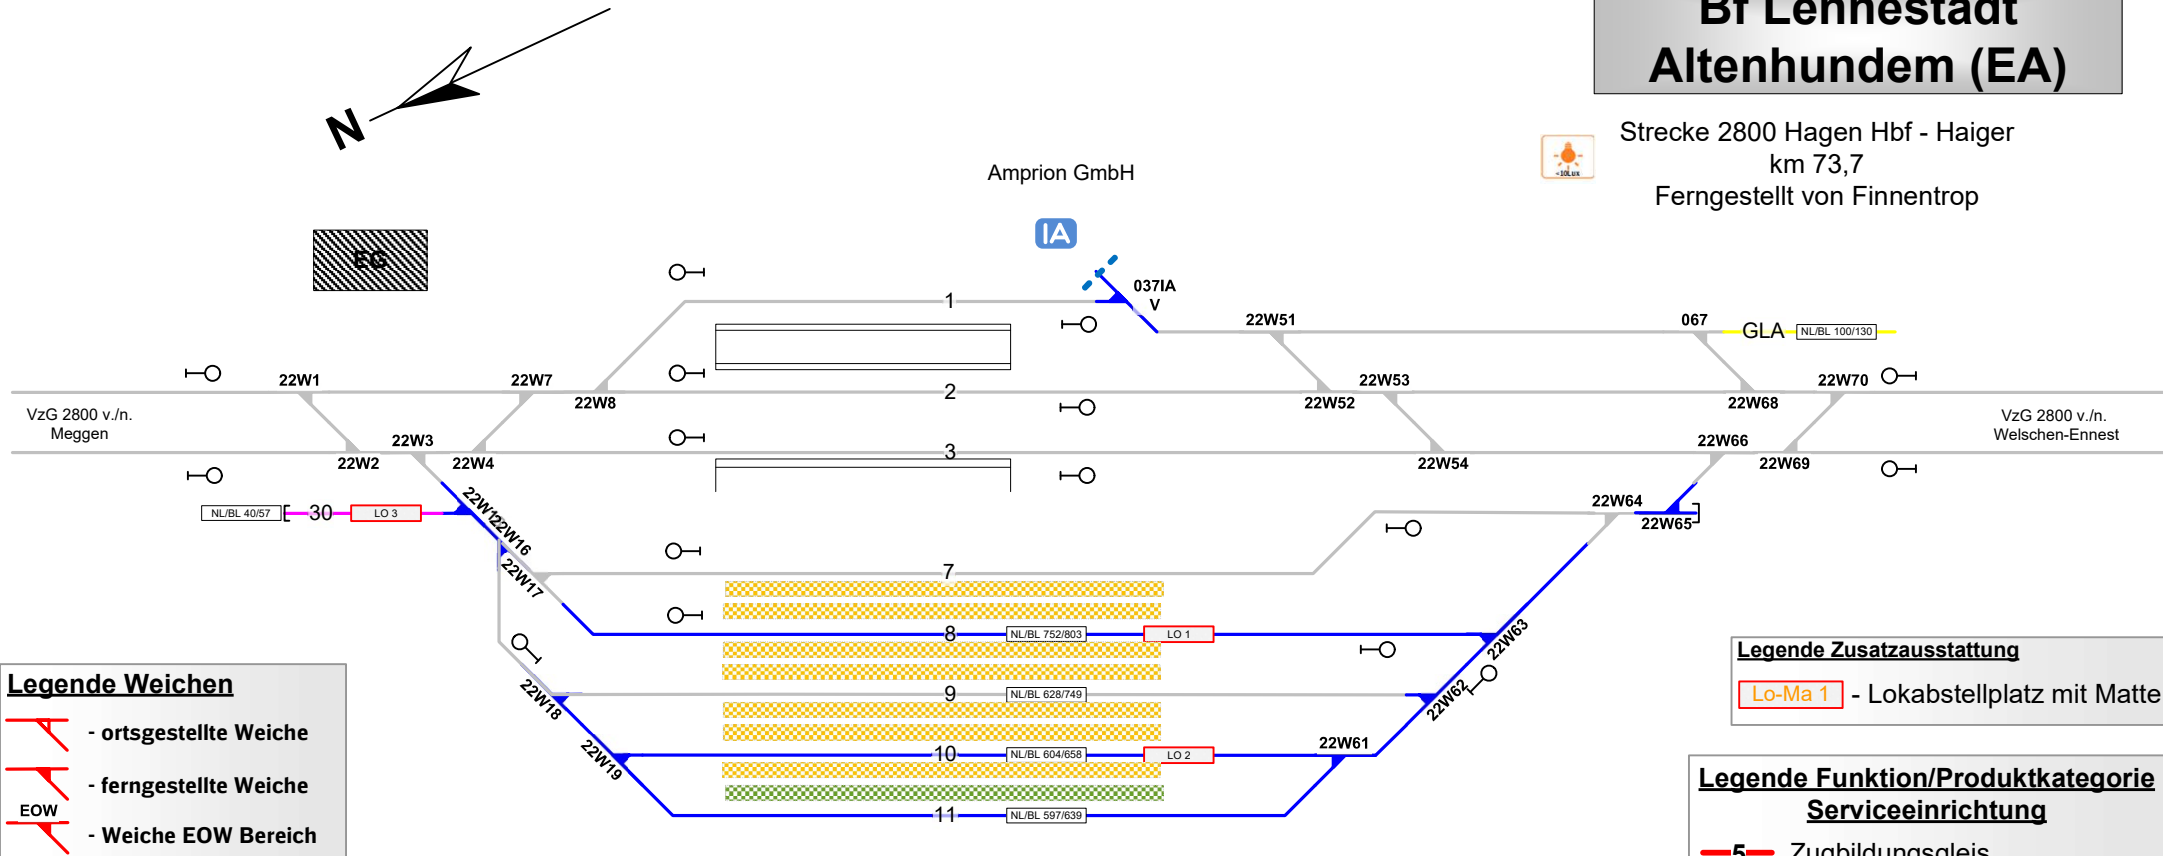 Bf Lennestadt
Altenhundem (EA)
Strecke 2800 Hagen Hbf - Haiger
km 73,7
Ferngestellt von Finnentrop
<10Lux
N
Amprion GmbH
EG
IA
037IA
V
1
22W51
067
GLA
NL/BL 100/130
22W1
22W7
22W8
2
22W53
22W52
22W70
22W68
VzG 2800 v./n.
Meggen
VzG 2800 v./n.
Welschen-Ennest
22W3
22W2
22W4
3
22W54
22W66
22W69
NL/BL 40/57
30
LO 3
22W16
22W17
22W64
22W65
7
8
NL/BL 752/803
LO 1
22W63
22W18
9
NL/BL 628/749
22W62
22W19
10
NL/BL 604/658
LO 2
22W61
11
NL/BL 597/639
Legende Weichen
- ortsgestellte Weiche
- ferngestellte Weiche
EOW
- Weiche EOW Bereich
Legende Zusatzausstattung
Lo-Ma 1 - Lokabstellplatz mit Matte
Legende Funktion/Produktkategorie
Serviceeinrichtung
5 Zugbildungsgleis